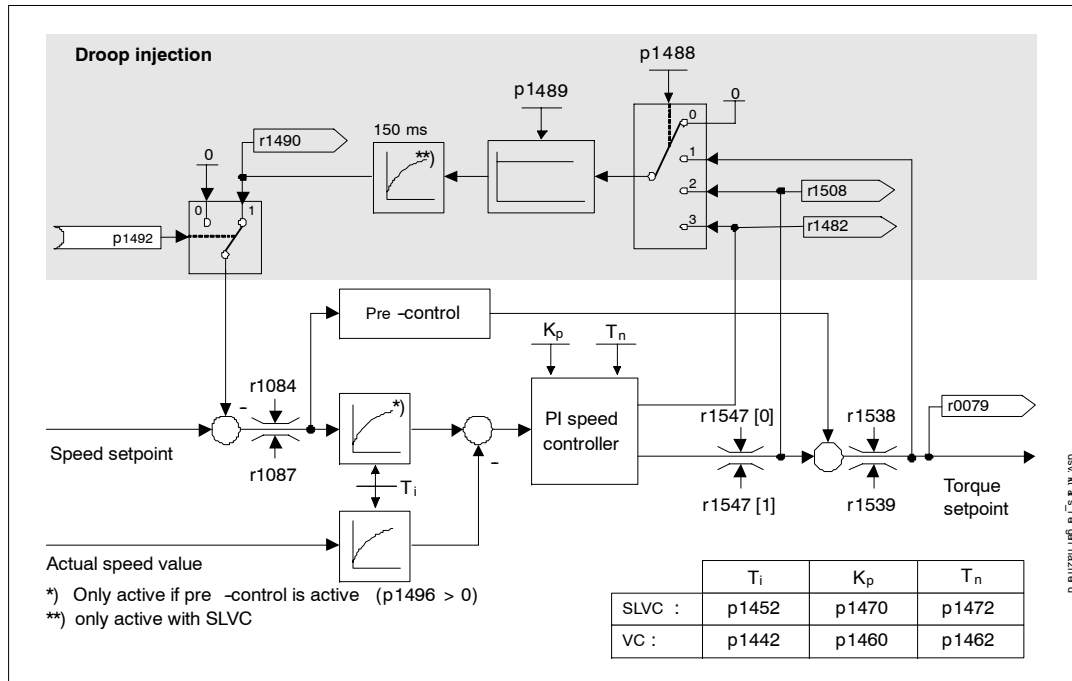 Droop injection
p1488
p1489
0
0
150 ms
r1490
**)
1
0
0
1
2
r1508
3
r1482
p1492
Pre -control
Kp
Tn
-
r1084
*)
r0079
PI speed
controller
r1547 [0]
r1538
Speed setpoint
r1087
-
Ti
r1547 [1]
r1539
Torque
setpoint
Actual speed value
*) Only active if pre -control is active (p1496 > 0)
**) only active with SLVC
Ti Kp Tn
SLVC : p1452 p1470 p1472
VC : p1442 p1460 p1462